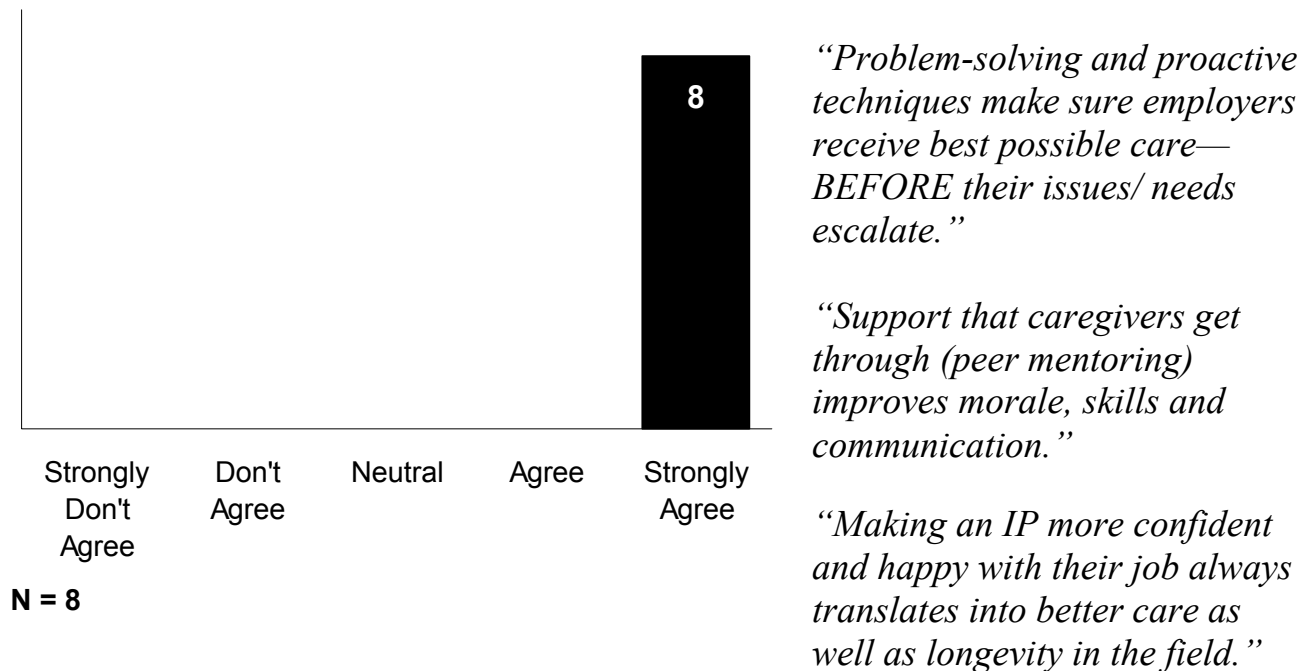 8
Strongly
Don't
Agree
Don't
Agree
Neutral
Agree
Strongly
Agree
N = 8
“Problem-solving and proactive
techniques make sure employers
receive best possible care—
BEFORE their issues/ needs
escalate.”
“Support that caregivers get
through (peer mentoring)
improves morale, skills and
communication.”
“Making an IP more confident
and happy with their job always
translates into better care as
well as longevity in the field.”